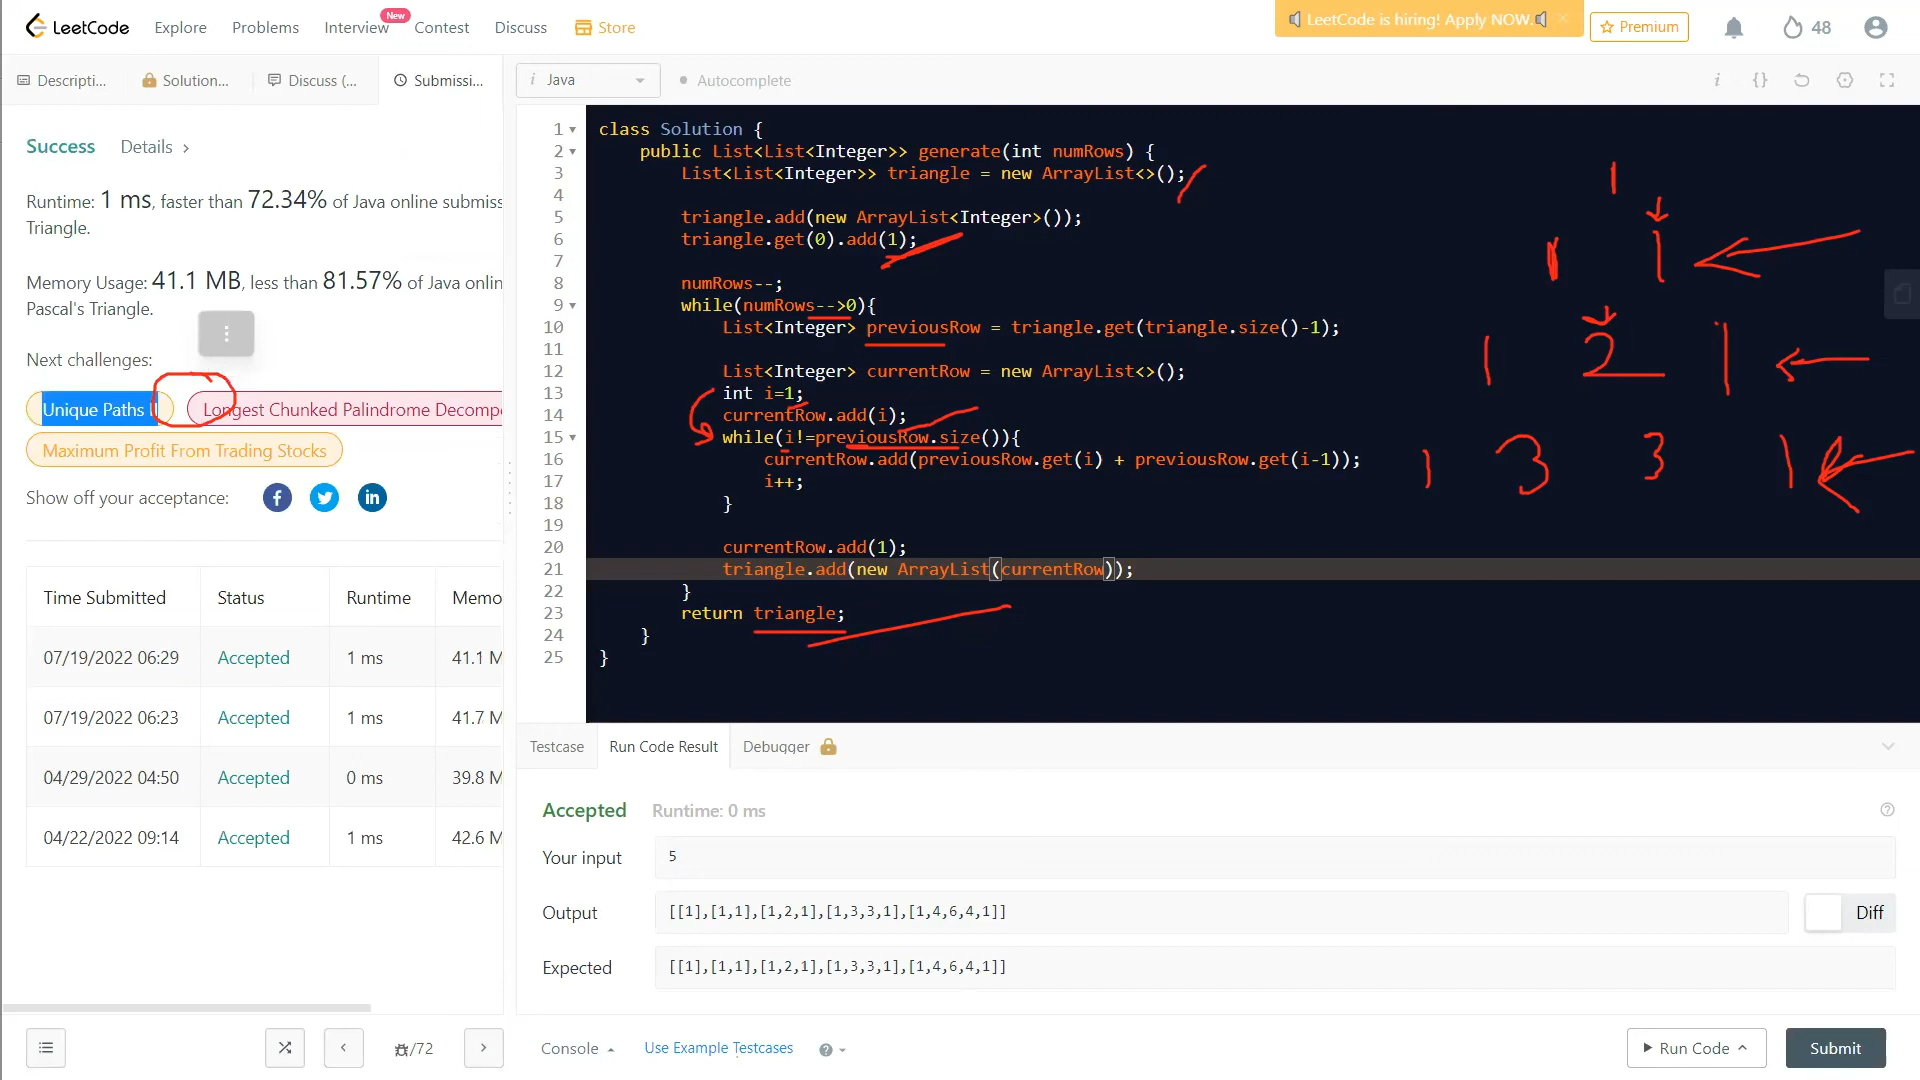 LeetCode
Explore
Problems
Interview
New
Contest
Discuss
Store
LeetCode is hiring! Apply NOW.
Premium
48
Descripti...
Solution...
Discuss (...
Submissi...
i Java
Autocomplete
Success
Details
Runtime: 1 ms, faster than 72.34% of Java online submiss
Triangle.
Memory Usage: 41.1 MB, less than 81.57% of Java onlin
Pascal's Triangle.
Next challenges:
Unique Paths
Longest Chunked Palindrome Decompo
Maximum Profit From Trading Stocks
Show off your acceptance:
Time Submitted Status Runtime Memo
07/19/2022 06:29 Accepted 1 ms 41.1 M
07/19/2022 06:23 Accepted 1 ms 41.7 M
04/29/2022 04:50 Accepted 0 ms 39.8 M
04/22/2022 09:14 Accepted 1 ms 42.6 M
/72
1 class Solution {
2 public List<List<Integer>> generate(int numRows) {
3 List<List<Integer>> triangle = new ArrayList<>();
4
5 triangle.add(new ArrayList<Integer>());
6 triangle.get(0).add(1);
7
8 numRows--;
9 while(numRows-->0){
10 List<Integer> previousRow = triangle.get(triangle.size()-1);
11
12 List<Integer> currentRow = new ArrayList<>();
13 int i=1;
14 currentRow.add(i);
15 while(i!=previousRow.size()){
16 currentRow.add(previousRow.get(i) + previousRow.get(i-1));
17 i++;
18 }
19
20 currentRow.add(1);
21 triangle.add(new ArrayList(currentRow));
22 }
23 return triangle;
24 }
25 }
1
1 1
1 2 1
1 3 3 1
Testcase
Run Code Result
Debugger
Accepted
Runtime: 0 ms
Your input
5
Output
[[1],[1,1],[1,2,1],[1,3,3,1],[1,4,6,4,1]]
Diff
Expected
[[1],[1,1],[1,2,1],[1,3,3,1],[1,4,6,4,1]]
Console
Use Example Testcases
Run Code
Submit